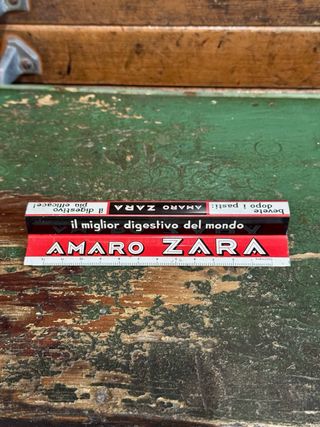 bevete
dopo i pasti:
AMARO ZARA
il digestivo
più efficace!
il miglior digestivo del mondo
AMARO ZARA